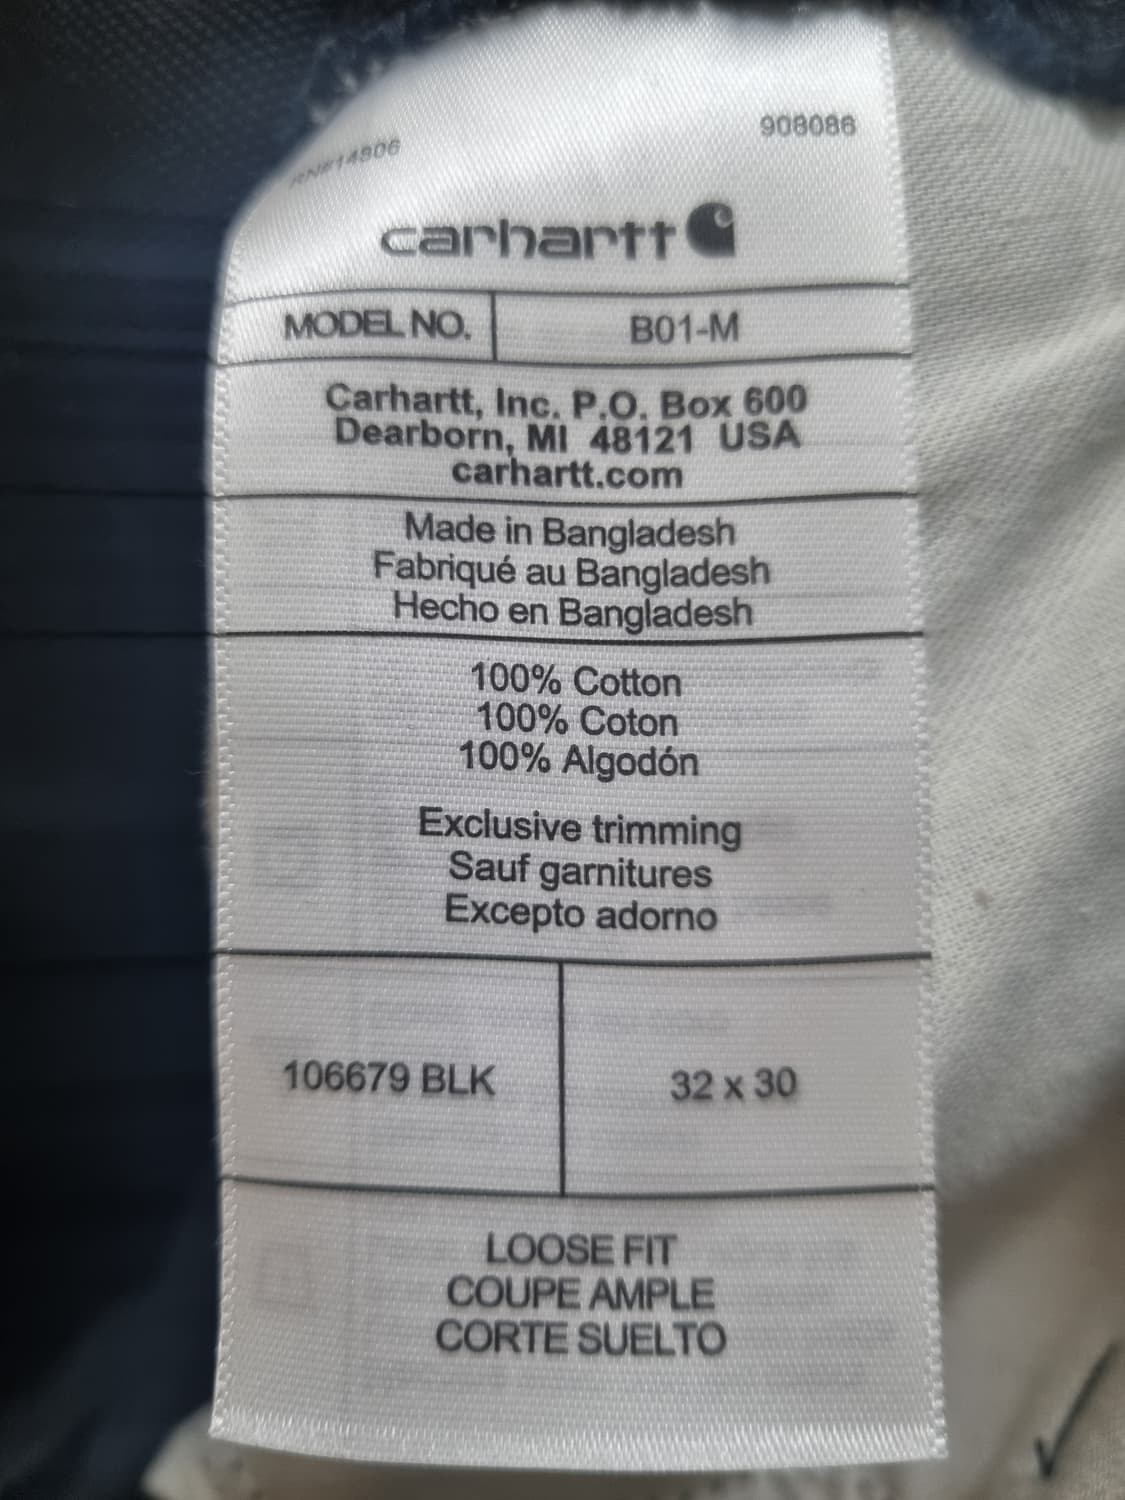 RN#14806
908086
carhartt
MODEL NO. B01-M
Carhartt, Inc. P.O. Box 600
Dearborn, MI 48121 USA
carhartt.com
Made in Bangladesh
Fabriqué au Bangladesh
Hecho en Bangladesh
100% Cotton
100% Coton
100% Algodón
Exclusive trimming
Sauf garnitures
Excepto adorno
106679 BLK 32 x 30
LOOSE FIT
COUPE AMPLE
CORTE SUELTO